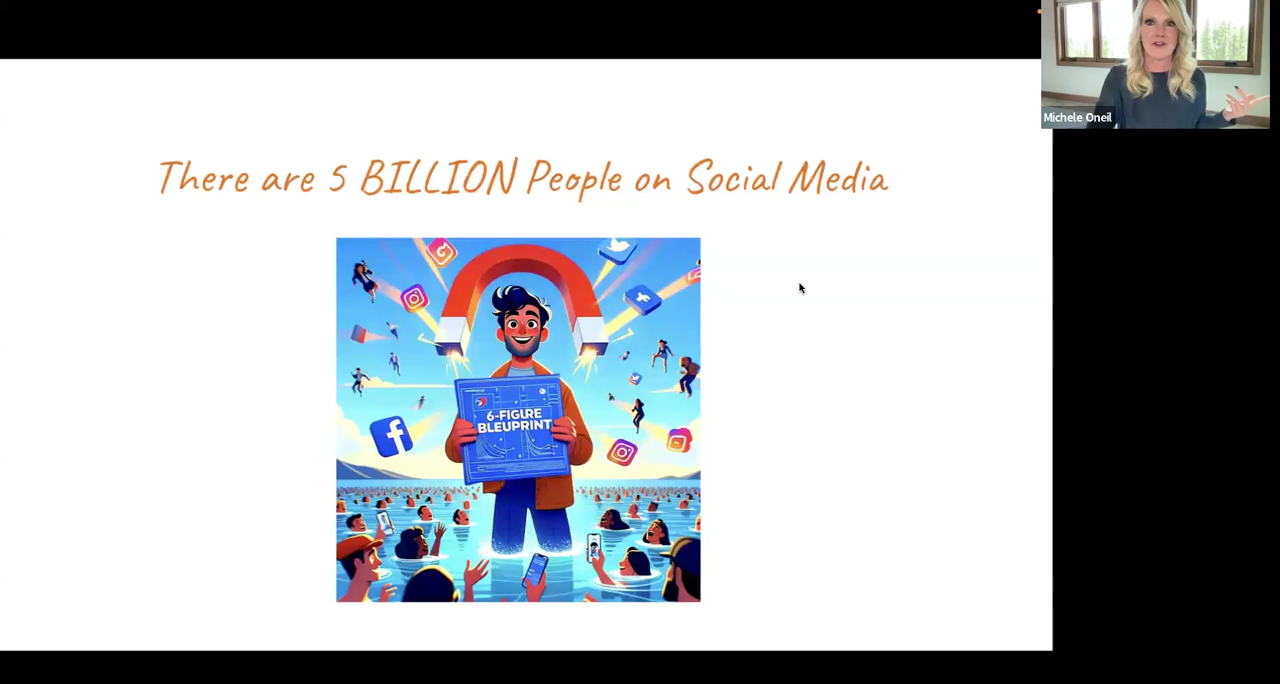 Michele Oneil
There are 5 BILLION People on Social Media
6-FIGURE
BLEUPRINT